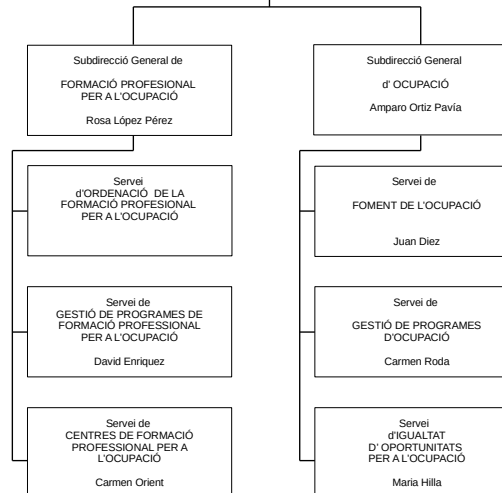 Subdirecció General de
FORMACIÓ PROFESIONAL
PER A L'OCUPACIÓ
Rosa López Pérez
Servei
d'ORDENACIÓ DE LA
FORMACIÓ PROFESIONAL
PER A L'OCUPACIÓ
Servei de
GESTIÓ DE PROGRAMES DE
FORMACIÓ PROFESSIONAL
PER A L'OCUPACIÓ
David Enriquez
Servei de
CENTRES DE FORMACIÓ
PROFESSIONAL PER A
L'OCUPACIÓ
Carmen Orient
Subdirecció General
d' OCUPACIÓ
Amparo Ortiz Pavía
Servei de
FOMENT DE L'OCUPACIÓ
Juan Diez
Servei de
GESTIÓ DE PROGRAMES
D'OCUPACIÓ
Carmen Roda
Servei
d'IGUALTAT
D' OPORTUNITATS
PER A L'OCUPACIÓ
Maria Hilla